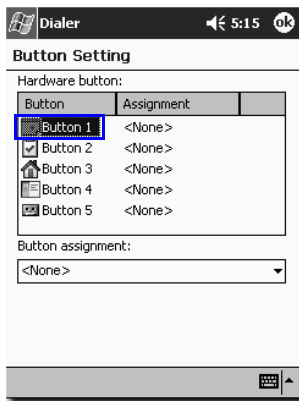 Dialer 5:15 ok
Button Setting
Hardware button:
Button Assignment
Button 1 <None>
Button 2 <None>
Button 3 <None>
Button 4 <None>
Button 5 <None>
Button assignment:
<None>